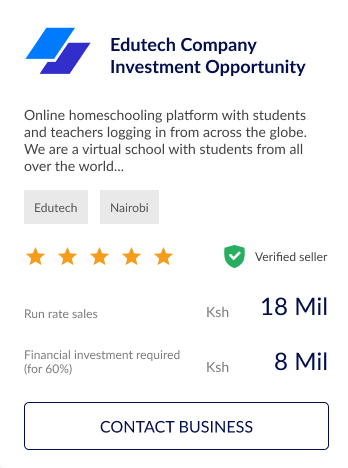 Edutech Company
Investment Opportunity
Online homeschooling platform with students
and teachers logging in from across the globe.
We are a virtual school with students from all
over the world...
Edutech
Nairobi
Verified seller
Run rate sales Ksh 18 Mil
Financial investment required
(for 60%) Ksh 8 Mil
CONTACT BUSINESS